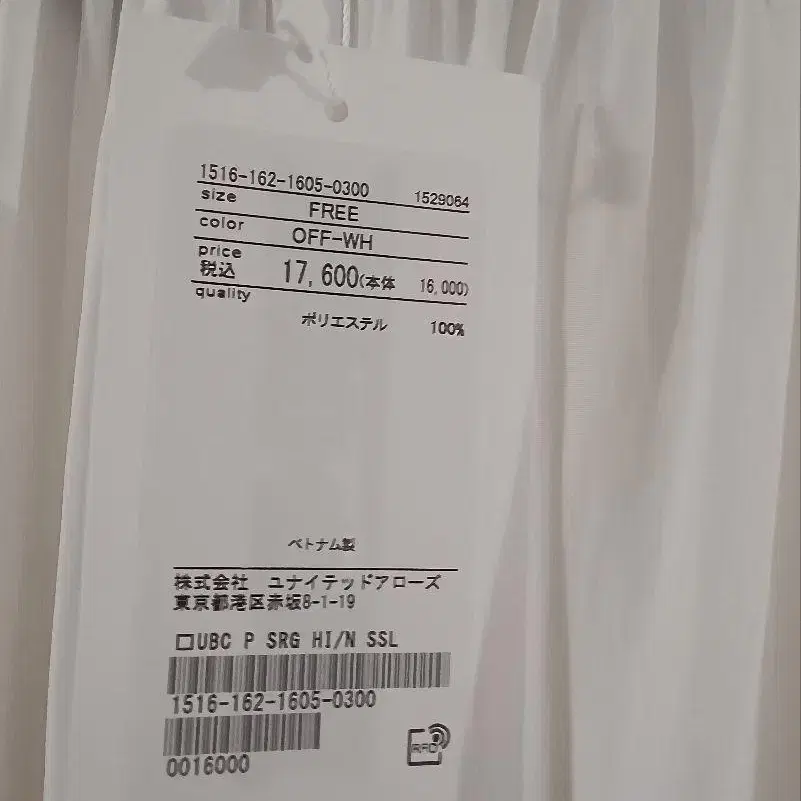 1516-162-1605-0300 1529064
size FREE
color OFF-WH
price
税込 17,600(本体 16,000)
quality
ポリエステル 100%
ベトナム製
株式会社 ユナイテッドアローズ
東京都港区赤坂8-1-19
□UBC P SRG HI/N SSL
1516-162-1605-0300
0016000
RFID